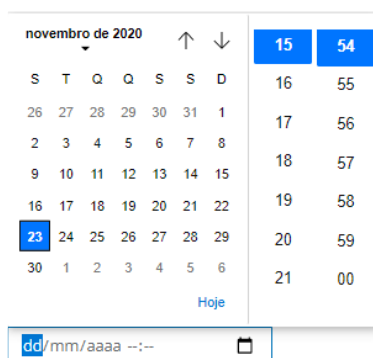 novembro de 2020
S T Q Q S S D
26 27 28 29 30 31 1
2 3 4 5 6 7 8
9 10 11 12 13 14 15
16 17 18 19 20 21 22
23 24 25 26 27 28 29
30 1 2 3 4 5 6
Hoje
15 54
16 55
17 56
18 57
19 58
20 59
21 00
dd/mm/aaaa --:--